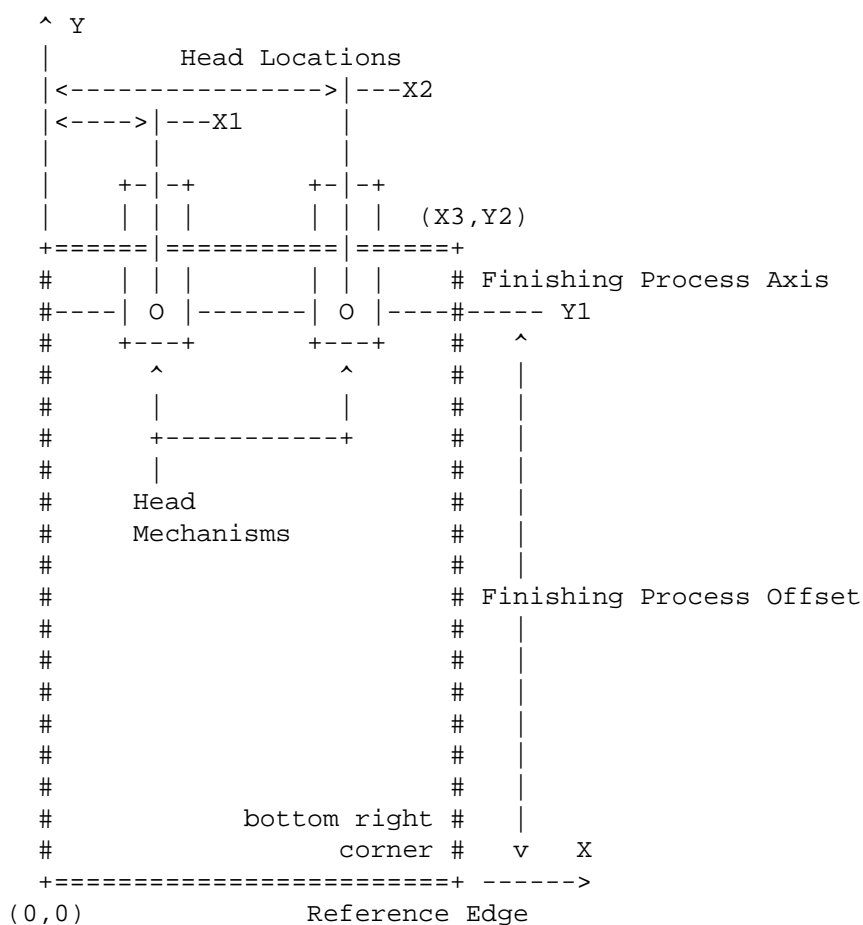 ^ Y
Head Locations
X2
X1
(X3,Y2)
Finishing Process Axis
O O Y1
Head
Mechanisms
Finishing Process Offset
bottom right
corner v X
(0,0) Reference Edge